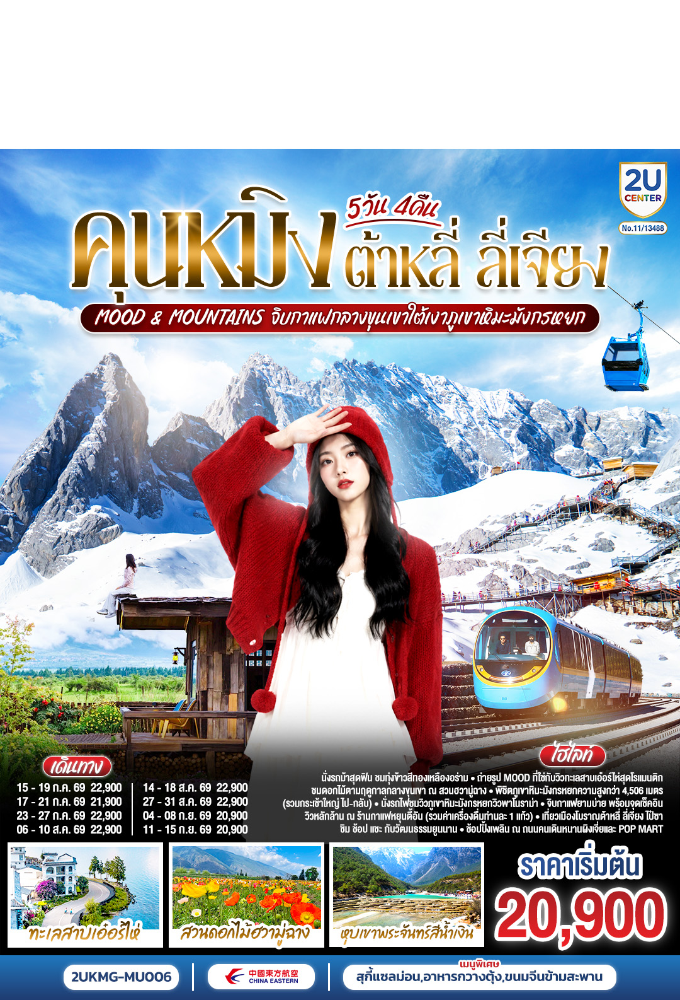 2U
CENTER
No.11/13488
5วัน 4คืน
คุนหมิง ต้าหลี่ ลี่เจียง
MOOD & MOUNTAINS จิบกาแฟกลางขุนเขาใต้เงาภูเขาหิมะมังกรหยก
เดินทาง
15 - 19 ก.ค. 69 22,900
17 - 21 ก.ค. 69 21,900
23 - 27 ก.ค. 69 22,900
06 - 10 ส.ค. 69 22,900
14 - 18 ส.ค. 69 22,900
27 - 31 ส.ค. 69 22,900
04 - 08 ก.ย. 69 20,900
11 - 15 ก.ย. 69 20,900
ไฮไลท์
นั่งรถม้าสุดฟิน ชมทุ่งข้าวสีทองเหลืองอร่าม • ถ่ายรูป MOOD ที่ใช่กับวิวทะเลสาบเอ๋อร์ไห่สุดโรแมนติก
ชมดอกไม้ตามฤดูกาลกลางขุนเขา ณ สวนฮวามู่ฉาง • พิชิตภูเขาหิมะมังกรหยกความสูงกว่า 4,506 เมตร
(รวมกระเช้าใหญ่ ไป-กลับ) • นั่งรถไฟชมวิวภูเขาหิมะมังกรหยกวิวพาโนราม่า • จิบกาแฟยามบ่าย พร้อมจุดเช็คอิน
วิวหลักล้าน ณ ร้านกาแฟหยุนตี้อัน (รวมค่าเครื่องดื่มท่านละ 1 แก้ว) • เที่ยวเมืองโบราณต้าหลี่ ลี่เจียง ไป๋ซา
ชิม ช้อป แชะ กับวัฒนธรรมยูนนาน • ช้อปปิ้งเพลิน ณ ถนนคนเดินหนานผิงเจี่ยและ POP MART
ทะเลสาบเอ๋อร์ไห่
สวนดอกไม้ฮวามู่ฉาง
หุบเขาพระจันทร์สีน้ำเงิน
ราคาเริ่มต้น
20,900
2UKMG-MU006
中國東方航空
CHINA EASTERN
เมนูพิเศษ
สุกี้แซลม่อน,อาหารกวางตุ้ง,ขนมจีนข้ามสะพาน